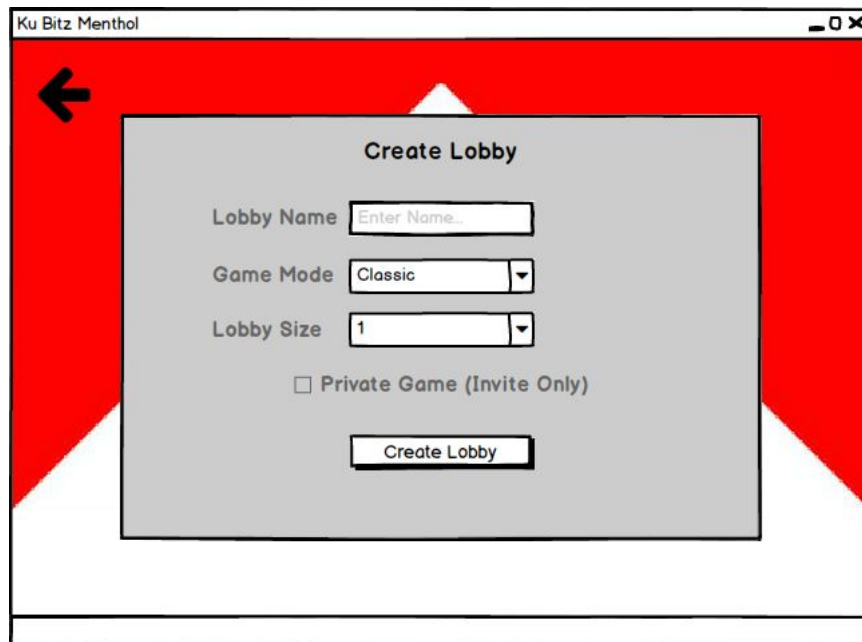 Ku Bitz Menthol
Create Lobby
Lobby Name Enter Name...
Game Mode Classic
Lobby Size 1
Private Game (Invite Only)
Create Lobby